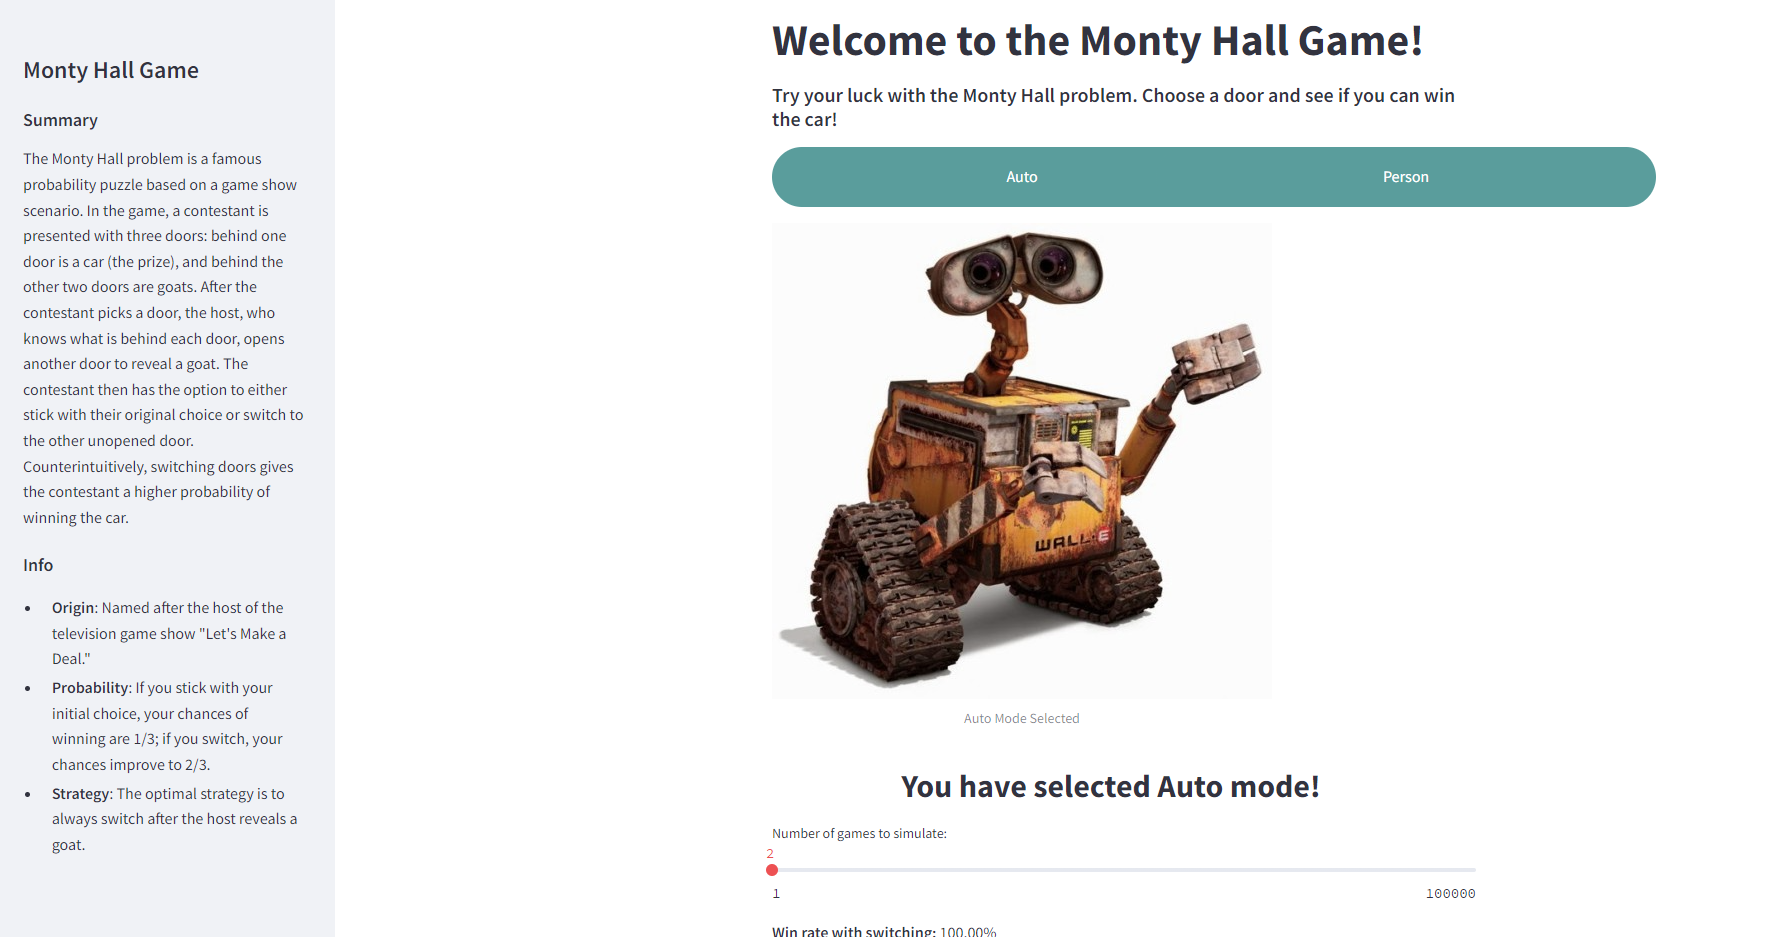 Monty Hall Game
Summary
The Monty Hall problem is a famous
probability puzzle based on a game show
scenario. In the game, a contestant is
presented with three doors: behind one
door is a car (the prize), and behind the
other two doors are goats. After the
contestant picks a door, the host, who
knows what is behind each door, opens
another door to reveal a goat. The
contestant then has the option to either
stick with their original choice or switch to
the other unopened door.
Counterintuitively, switching doors gives
the contestant a higher probability of
winning the car.
Info
• Origin: Named after the host of the
television game show "Let's Make a
Deal."
• Probability: If you stick with your
initial choice, your chances of
winning are 1/3; if you switch, your
chances improve to 2/3.
• Strategy: The optimal strategy is to
always switch after the host reveals a
goat.
Welcome to the Monty Hall Game!
Try your luck with the Monty Hall problem. Choose a door and see if you can win
the car!
Auto
Person
WALL·E
Auto Mode Selected
You have selected Auto mode!
Number of games to simulate:
2
1
100000
Win rate with switching: 100.00%